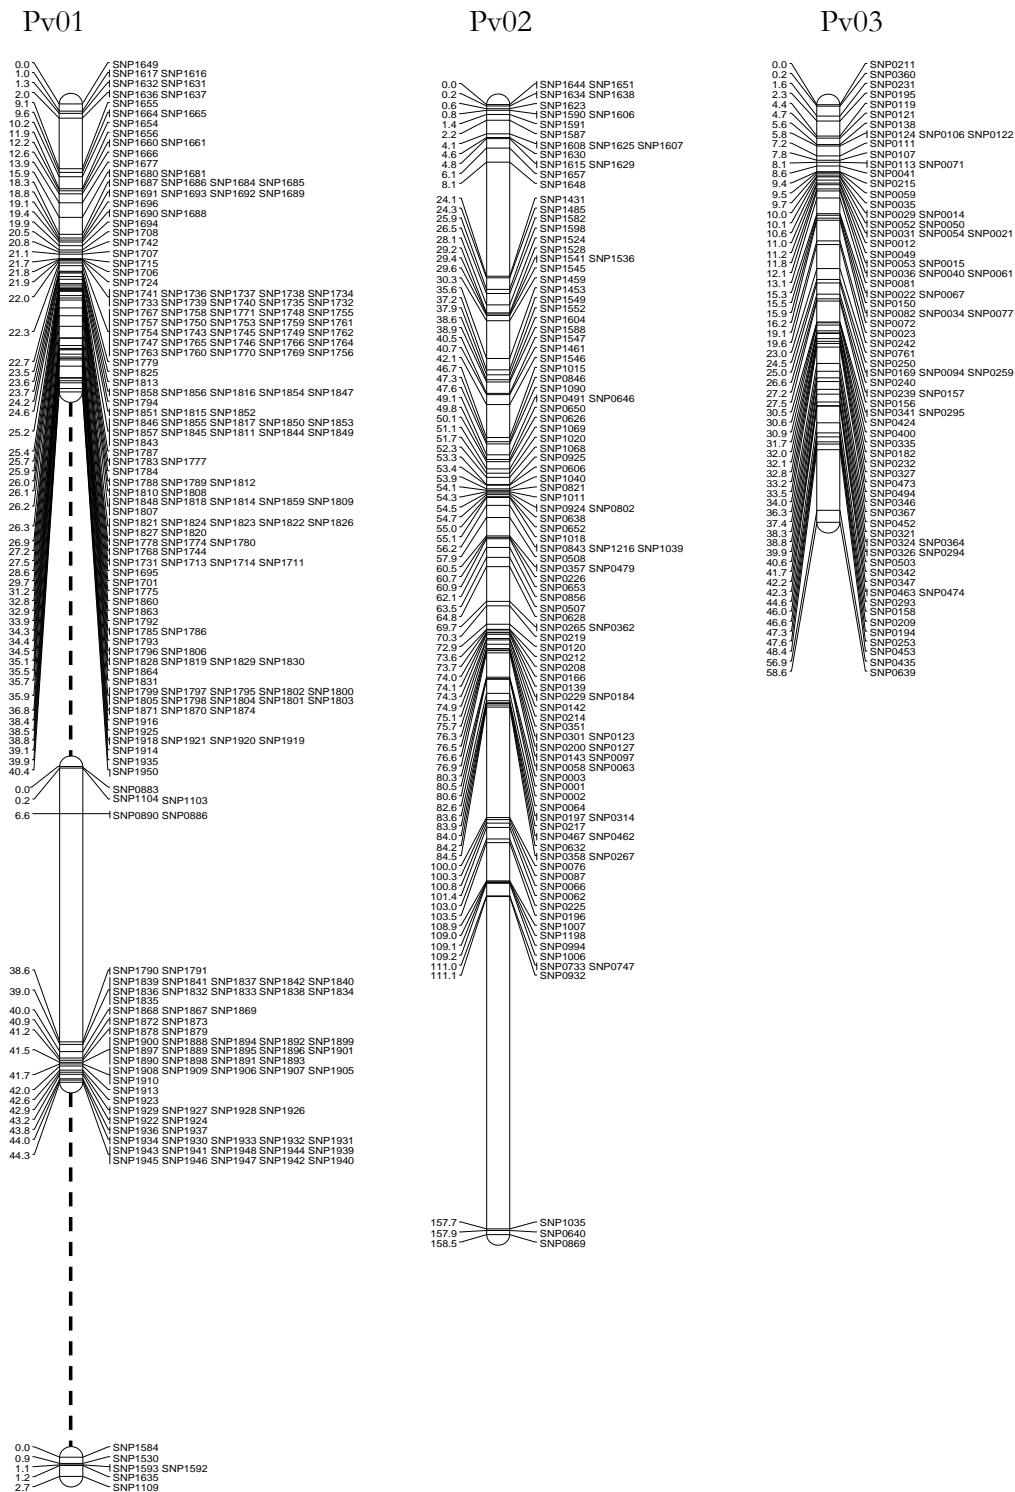 Pv01
0.0 SNP1649
1.0 SNP1617 SNP1616
1.3 SNP1632 SNP1631
2.0 SNP1636 SNP1637
9.1 SNP1655
9.6 SNP1664 SNP1665
10.2 SNP1654
11.9 SNP1656
12.2 SNP1660 SNP1661
12.6 SNP1666
13.9 SNP1677
15.9 SNP1680 SNP1681
18.3 SNP1687 SNP1686 SNP1684 SNP1685
18.8 SNP1691 SNP1693 SNP1692 SNP1689
19.1 SNP1696
19.4 SNP1690 SNP1688
19.9 SNP1694
20.5 SNP1708
20.8 SNP1742
21.1 SNP1707
21.7 SNP1715
21.8 SNP1706
21.9 SNP1724
22.0 SNP1741 SNP1736 SNP1737 SNP1738 SNP1734
SNP1733 SNP1739 SNP1740 SNP1735 SNP1732
SNP1767 SNP1758 SNP1771 SNP1748 SNP1755
SNP1757 SNP1750 SNP1753 SNP1759 SNP1761
22.3 SNP1754 SNP1743 SNP1745 SNP1749 SNP1762
SNP1747 SNP1765 SNP1746 SNP1766 SNP1764
SNP1763 SNP1760 SNP1770 SNP1769 SNP1756
22.7 SNP1779
23.5 SNP1825
23.6 SNP1813
23.7 SNP1858 SNP1856 SNP1816 SNP1854 SNP1847
24.2 SNP1794
24.6 SNP1851 SNP1815 SNP1852
SNP1846 SNP1855 SNP1817 SNP1850 SNP1853
25.2 SNP1857 SNP1845 SNP1811 SNP1844 SNP1849
SNP1843
25.4 SNP1787
25.7 SNP1783 SNP1777
25.9 SNP1784
26.0 SNP1788 SNP1789 SNP1812
26.1 SNP1810 SNP1808
26.2 SNP1848 SNP1818 SNP1814 SNP1859 SNP1809
SNP1807
26.3 SNP1821 SNP1824 SNP1823 SNP1822 SNP1826
SNP1827 SNP1820
26.9 SNP1778 SNP1774 SNP1780
27.2 SNP1768 SNP1744
27.5 SNP1731 SNP1713 SNP1714 SNP1711
28.6 SNP1695
29.7 SNP1701
31.2 SNP1775
32.8 SNP1860
32.9 SNP1863
33.9 SNP1792
34.3 SNP1785 SNP1786
34.4 SNP1793
34.5 SNP1796 SNP1806
35.1 SNP1828 SNP1819 SNP1829 SNP1830
35.5 SNP1864
35.7 SNP1831
35.9 SNP1799 SNP1797 SNP1795 SNP1802 SNP1800
SNP1805 SNP1798 SNP1804 SNP1801 SNP1803
36.8 SNP1871 SNP1870 SNP1874
38.4 SNP1916
38.5 SNP1925
38.8 SNP1918 SNP1921 SNP1920 SNP1919
39.1 SNP1914
39.9 SNP1935
40.4 SNP1950
0.0 SNP0883
0.2 SNP1104 SNP1103
6.6 SNP0890 SNP0886
38.6 SNP1790 SNP1791
SNP1839 SNP1841 SNP1837 SNP1842 SNP1840
39.0 SNP1836 SNP1832 SNP1833 SNP1838 SNP1834
SNP1835
40.0 SNP1868 SNP1867 SNP1869
40.9 SNP1872 SNP1873
41.2 SNP1878 SNP1879
SNP1900 SNP1888 SNP1894 SNP1892 SNP1899
41.5 SNP1897 SNP1889 SNP1895 SNP1896 SNP1901
SNP1890 SNP1898 SNP1891 SNP1893
41.7 SNP1908 SNP1909 SNP1906 SNP1907 SNP1905
SNP1910
42.0 SNP1913
42.6 SNP1923
42.9 SNP1929 SNP1927 SNP1928 SNP1926
43.2 SNP1922 SNP1924
43.8 SNP1936 SNP1937
44.0 SNP1934 SNP1930 SNP1933 SNP1932 SNP1931
44.3 SNP1943 SNP1941 SNP1948 SNP1944 SNP1939
SNP1945 SNP1946 SNP1947 SNP1942 SNP1940
0.0 SNP1584
0.9 SNP1530
1.1 SNP1593 SNP1592
1.2 SNP1635
2.7 SNP1109
Pv02
0.0 SNP1644 SNP1651
0.2 SNP1634 SNP1638
0.6 SNP1623
0.8 SNP1590 SNP1606
1.4 SNP1591
2.2 SNP1587
4.1 SNP1608 SNP1625 SNP1607
4.6 SNP1630
4.8 SNP1615 SNP1629
6.1 SNP1657
8.1 SNP1648
24.1 SNP1431
24.3 SNP1485
25.9 SNP1582
26.5 SNP1598
28.1 SNP1524
29.2 SNP1528
29.4 SNP1541 SNP1536
29.6 SNP1545
30.3 SNP1459
35.6 SNP1453
37.2 SNP1549
37.9 SNP1552
38.6 SNP1604
38.9 SNP1588
40.5 SNP1547
40.7 SNP1461
42.1 SNP1546
46.7 SNP1015
47.3 SNP0846
47.6 SNP1090
49.1 SNP0491 SNP0646
49.8 SNP0650
50.1 SNP0626
51.1 SNP1069
51.7 SNP1020
52.3 SNP1068
53.3 SNP0925
53.4 SNP0606
53.9 SNP1040
54.1 SNP0821
54.3 SNP1011
54.5 SNP0924 SNP0802
54.7 SNP0638
55.0 SNP0652
55.1 SNP1018
56.2 SNP0843 SNP1216 SNP1039
57.9 SNP0508
60.5 SNP0357 SNP0479
60.7 SNP0226
60.9 SNP0653
62.1 SNP0856
63.5 SNP0507
64.8 SNP0628
69.7 SNP0265 SNP0362
70.3 SNP0219
72.9 SNP0120
73.6 SNP0212
73.7 SNP0208
74.0 SNP0166
74.1 SNP0139
74.3 SNP0229 SNP0184
74.9 SNP0142
75.1 SNP0214
75.7 SNP0351
76.3 SNP0301 SNP0123
76.5 SNP0200 SNP0127
76.6 SNP0143 SNP0097
76.9 SNP0058 SNP0063
80.3 SNP0003
80.5 SNP0001
80.6 SNP0002
82.6 SNP0064
83.6 SNP0197 SNP0314
83.9 SNP0217
84.0 SNP0467 SNP0462
84.2 SNP0632
84.5 SNP0358 SNP0267
100.0 SNP0076
100.3 SNP0087
100.8 SNP0066
101.4 SNP0062
103.0 SNP0225
103.5 SNP0196
108.9 SNP1007
109.0 SNP1198
109.1 SNP0994
109.2 SNP1006
111.0 SNP0733 SNP0747
111.1 SNP0932
157.7 SNP1035
157.9 SNP0640
158.5 SNP0869
Pv03
0.0 SNP0211
0.2 SNP0360
1.6 SNP0231
2.3 SNP0195
4.4 SNP0119
4.7 SNP0121
5.6 SNP0138
5.8 SNP0124 SNP0106 SNP0122
7.2 SNP0111
7.8 SNP0107
8.1 SNP0113 SNP0071
8.6 SNP0041
9.4 SNP0215
9.5 SNP0059
9.7 SNP0035
10.0 SNP0029 SNP0014
10.1 SNP0052 SNP0050
10.6 SNP0031 SNP0054 SNP0021
11.0 SNP0012
11.2 SNP0049
11.8 SNP0053 SNP0015
12.1 SNP0036 SNP0040 SNP0061
13.1 SNP0081
15.3 SNP0022 SNP0067
15.5 SNP0150
15.9 SNP0082 SNP0034 SNP0077
16.2 SNP0072
19.1 SNP0023
19.6 SNP0242
23.0 SNP0761
24.5 SNP0250
25.0 SNP0169 SNP0094 SNP0259
26.6 SNP0240
27.2 SNP0239 SNP0157
27.5 SNP0156
30.5 SNP0341 SNP0295
30.6 SNP0424
30.9 SNP0400
31.7 SNP0335
32.0 SNP0182
32.1 SNP0232
32.8 SNP0327
33.2 SNP0473
33.5 SNP0494
34.0 SNP0346
36.3 SNP0367
37.4 SNP0452
38.3 SNP0321
38.8 SNP0324 SNP0364
39.9 SNP0326 SNP0294
40.6 SNP0503
41.7 SNP0342
42.2 SNP0347
42.3 SNP0463 SNP0474
44.6 SNP0293
46.0 SNP0158
46.6 SNP0209
47.3 SNP0194
47.6 SNP0253
48.4 SNP0453
56.9 SNP0435
58.6 SNP0639